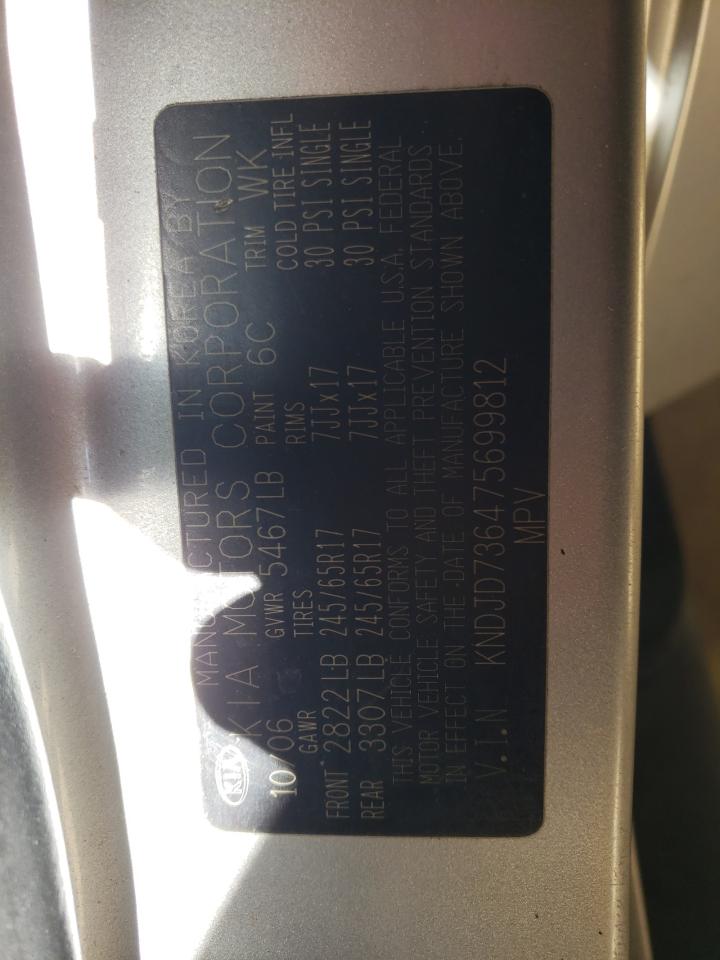 KIA
MANUFACTURED IN KOREA BY
KIA MOTORS CORPORATION
10/06 GVWR 5467LB PAINT 6C TRIM WK
GAWR TIRES RIMS COLD TIRE INFL
FRONT 2822LB 245/65R17 7JJx17 30 PSI SINGLE
REAR 3307LB 245/65R17 7JJx17 30 PSI SINGLE
THIS VEHICLE CONFORMS TO ALL APPLICABLE U.S.A. FEDERAL
MOTOR VEHICLE SAFETY AND THEFT PREVENTION STANDARDS
IN EFFECT ON THE DATE OF MANUFACTURE SHOWN ABOVE.
V.I.N KNDJD736475699812
MPV